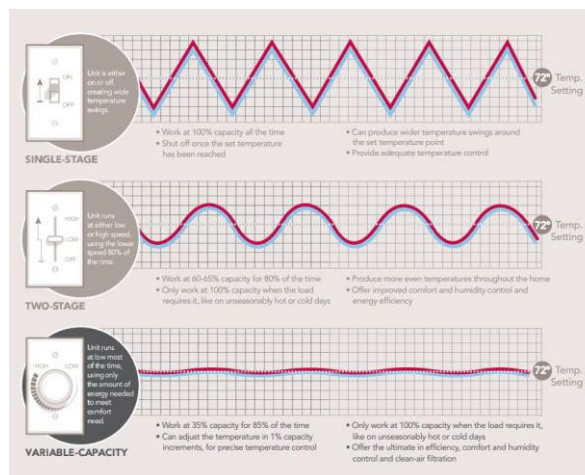 ON
OFF
Unit is either
on or off,
creating wide
temperature
swings.
SINGLE-STAGE
72°
Temp.
Setting
• Work at 100% capacity all the time
• Shut off once the set temperature
has been reached
• Can produce wider temperature swings around
the set temperature point
• Provide adequate temperature control
HIGH
LOW
OFF
Unit runs
at either low
or high speed,
using the lower
speed 80% of
the time.
TWO-STAGE
72°
Temp.
Setting
• Work at 60-65% capacity for 80% of the time
• Only work at 100% capacity when the load
requires it, like on unseasonably hot or cold days
• Produce more even temperatures throughout the home
• Offer improved comfort and humidity control and
energy efficiency
HIGH
LOW
Unit runs
at low most
of the time,
using only
the amount of
energy needed
to meet
comfort
need.
VARIABLE-CAPACITY
72°
Temp.
Setting
• Work at 35% capacity for 85% of the time
• Can adjust the temperature in 1% capacity
increments, for precise temperature control
• Only work at 100% capacity when the load requires it,
like on unseasonably hot or cold days
• Offer the ultimate in efficiency, comfort and humidity
control and clean-air filtration